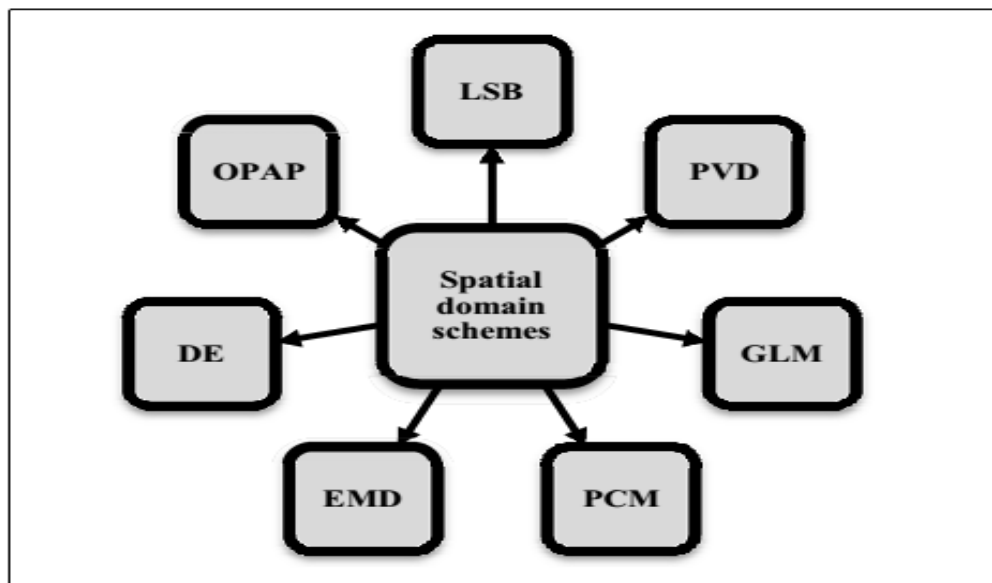 LSB
OPAP
PVD
Spatial
domain
schemes
DE
GLM
EMD
PCM